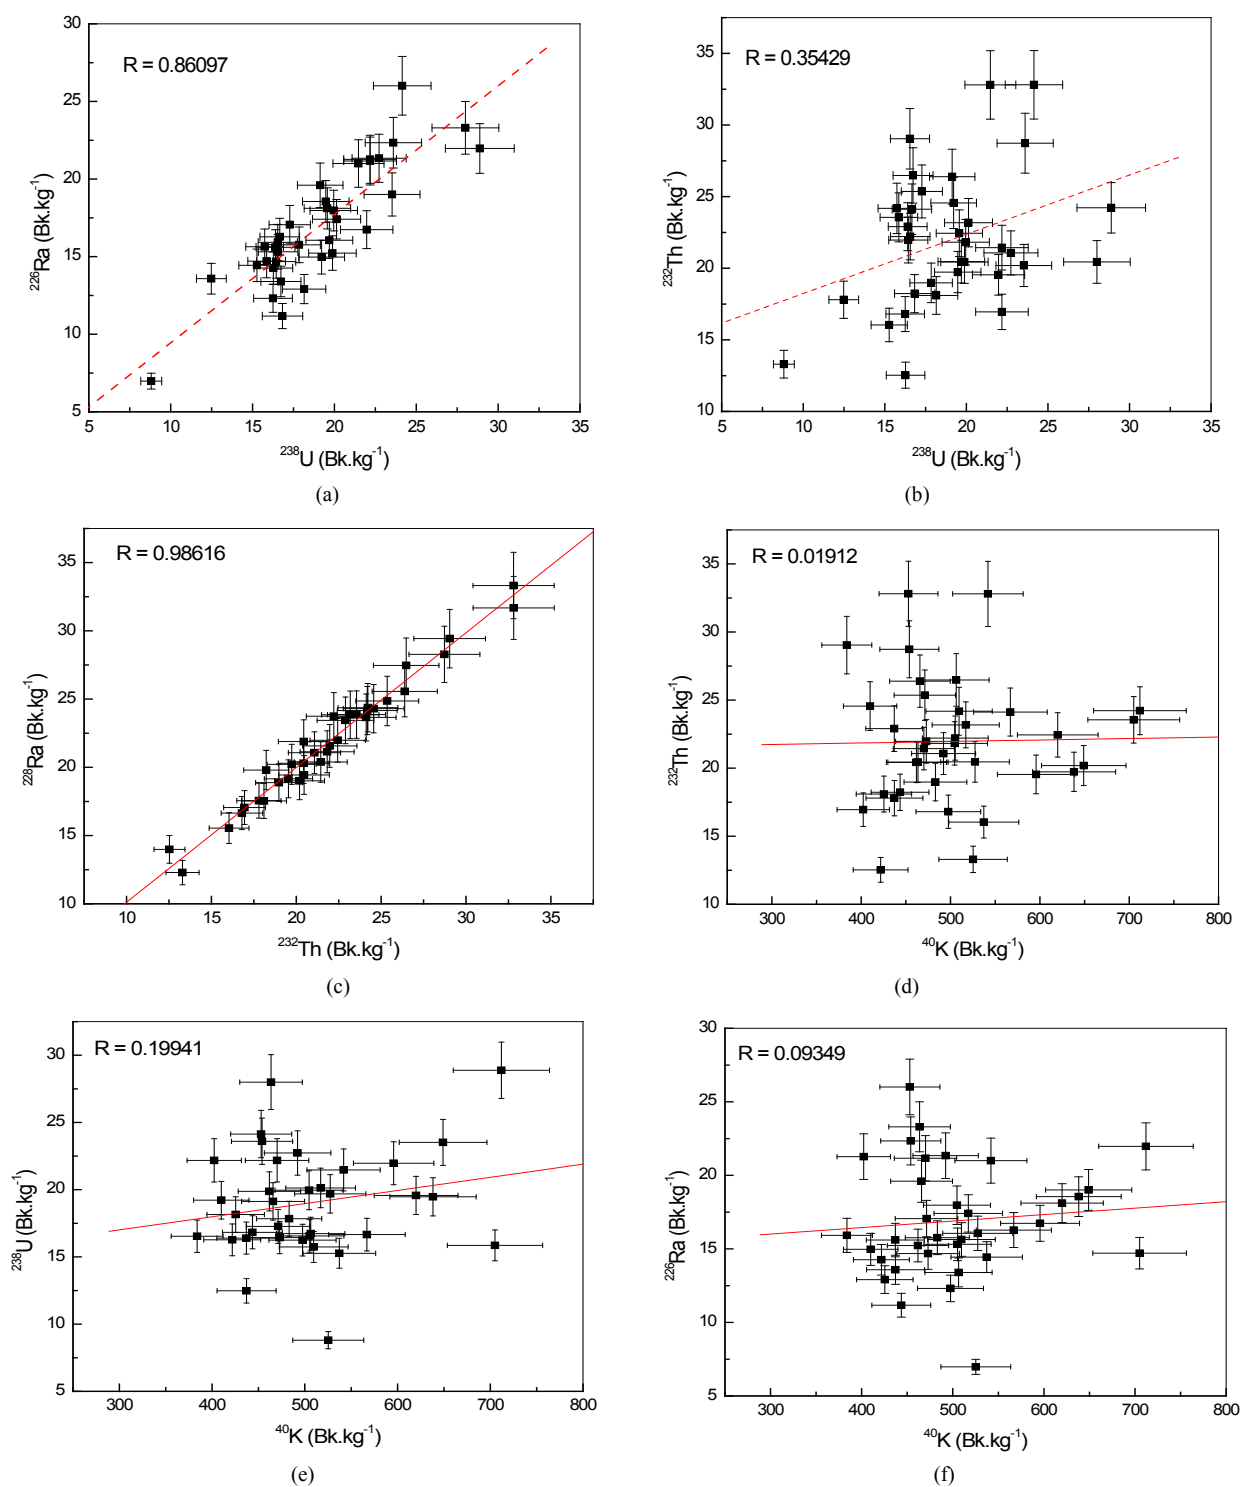 R = 0.86097
30
25
20
15
10
5
²²⁶Ra (Bk.kg⁻¹)
5 10 15 20 25 30 35
²³⁸U (Bk.kg⁻¹)
(a)
R = 0.35429
35
30
25
20
15
10
²³²Th (Bk.kg⁻¹)
5 10 15 20 25 30 35
²³⁸U (Bk.kg⁻¹)
(b)
R = 0.98616
35
30
25
20
15
10
²²⁸Ra (Bk.kg⁻¹)
10 15 20 25 30 35
²³²Th (Bk.kg⁻¹)
(c)
R = 0.01912
35
30
25
20
15
10
²³²Th (Bk.kg⁻¹)
300 400 500 600 700 800
⁴⁰K (Bk.kg⁻¹)
(d)
R = 0.19941
30
25
20
15
10
5
²³⁸U (Bk.kg⁻¹)
300 400 500 600 700 800
⁴⁰K (Bk.kg⁻¹)
(e)
R = 0.09349
30
25
20
15
10
5
²²⁶Ra (Bk.kg⁻¹)
300 400 500 600 700 800
⁴⁰K (Bk.kg⁻¹)
(f)